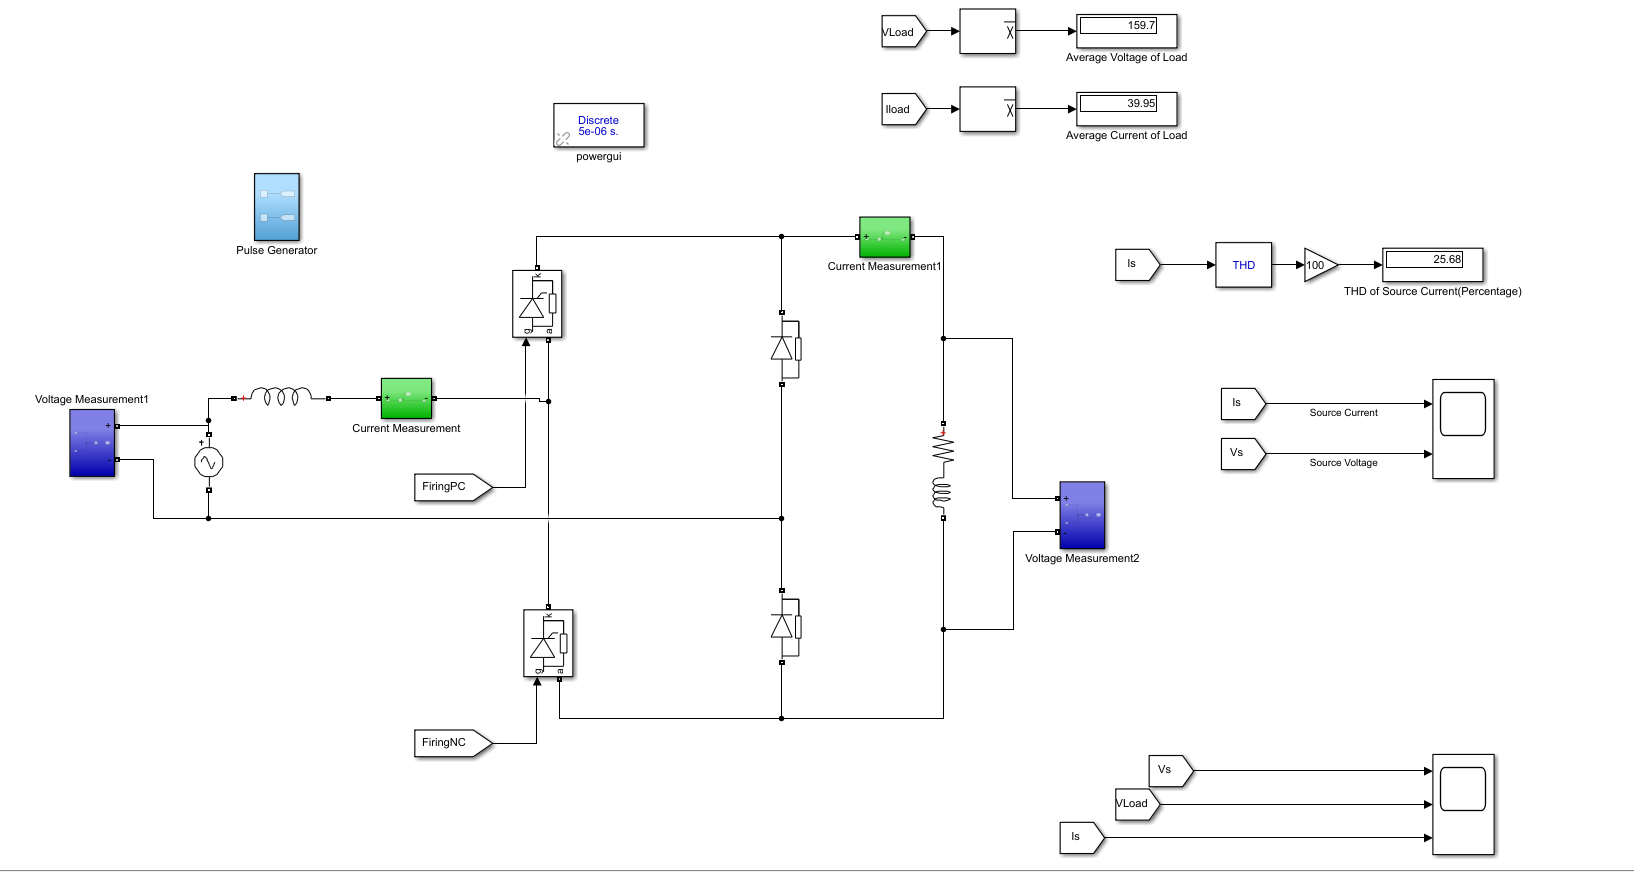 VLoad
X
159.7
Average Voltage of Load
Iload
X
39.95
Average Current of Load
Discrete
5e-06 s.
powergui
Pulse Generator
+ -
Current Measurement1
k
g a
Is
THD
100
25.68
THD of Source Current(Percentage)
Voltage Measurement1
+
-
+
+
+ -
Current Measurement
Is
Source Current
Vs
Source Voltage
FiringPC
+
+
-
Voltage Measurement2
k
g a
FiringNC
Vs
VLoad
Is